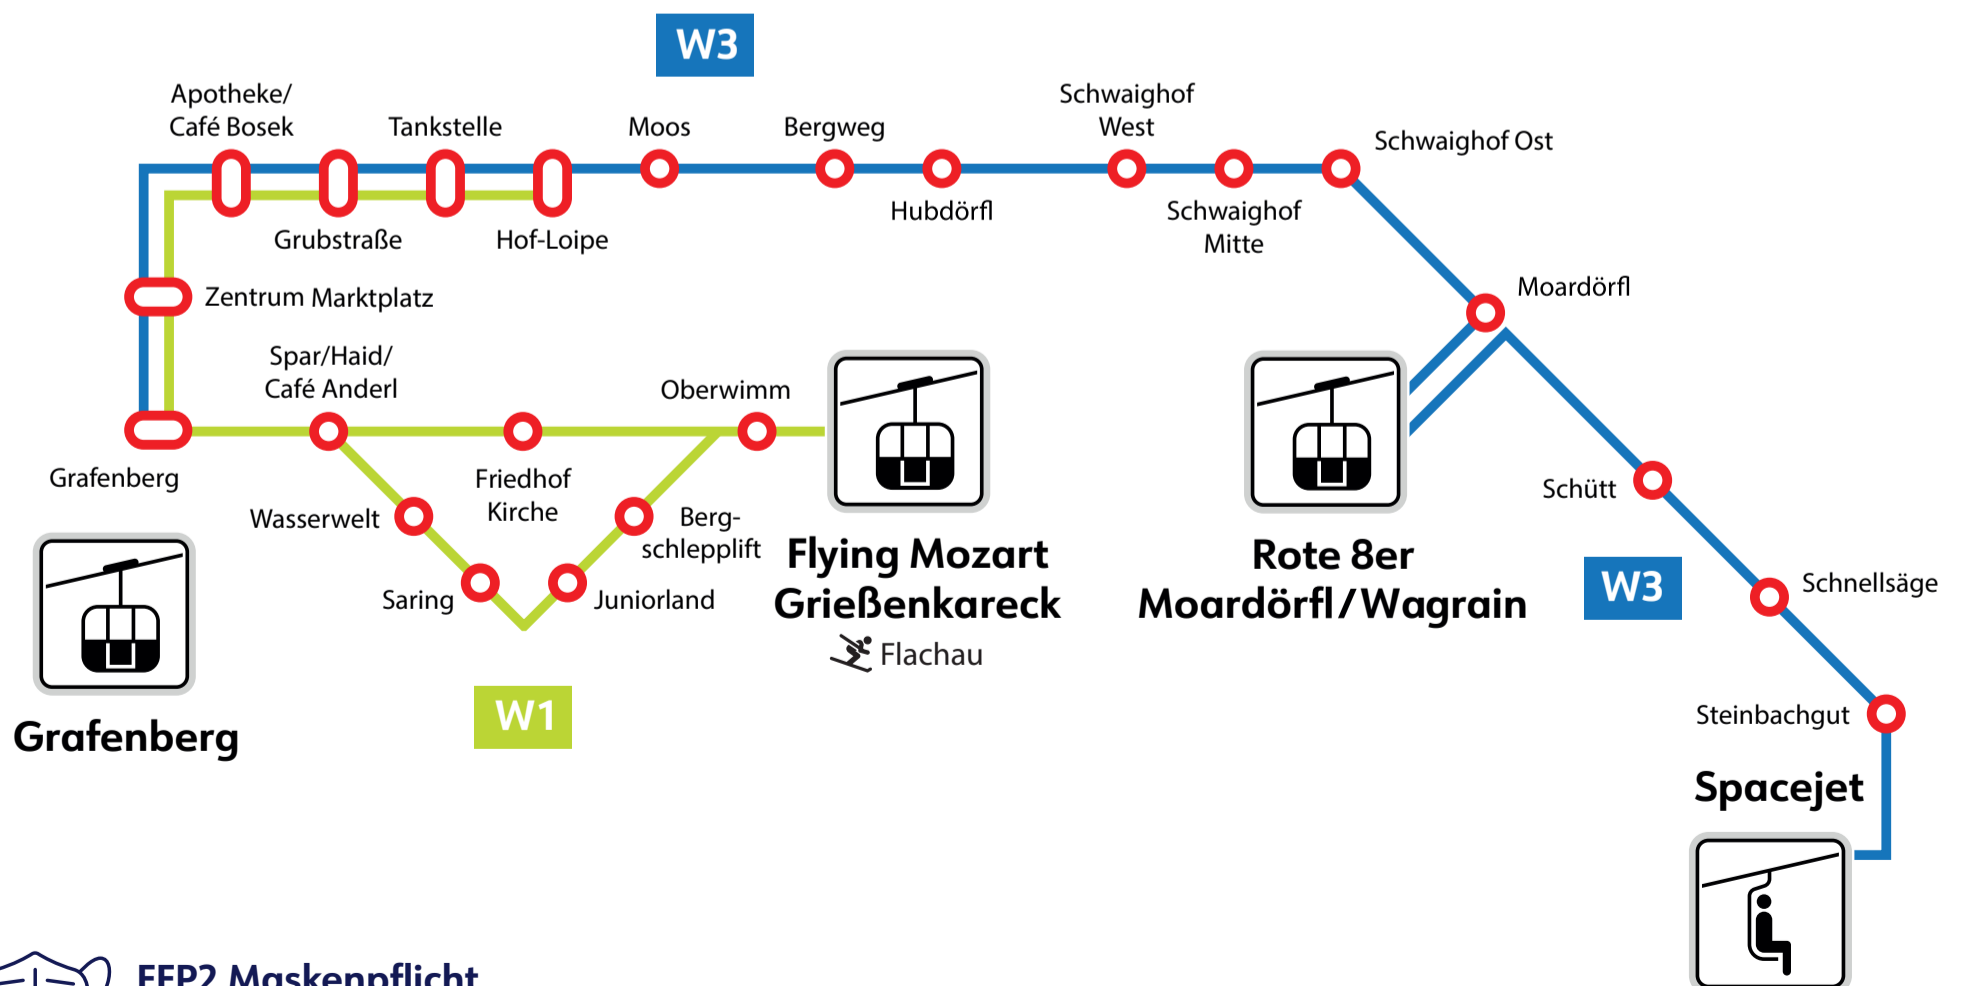 W3
Apotheke/
Café Bosek
Tankstelle
Moos
Bergweg
Schwaighof
West
Schwaighof Ost
Grubstraße
Hof-Loipe
Hubdörfl
Schwaighof
Mitte
Zentrum Marktplatz
Moardörfl
Spar/Haid/
Café Anderl
Oberwimm
Grafenberg
Friedhof
Kirche
Wasserwelt
Berg-
schlepplift
Saring
Juniorland
Schütt
Flying Mozart
Grießenkareck
Flachau
Rote 8er
Moardörfl/Wagrain
W3
Schnellsäge
W1
Grafenberg
Steinbachgut
Spacejet
FFP2 Maskenpflicht